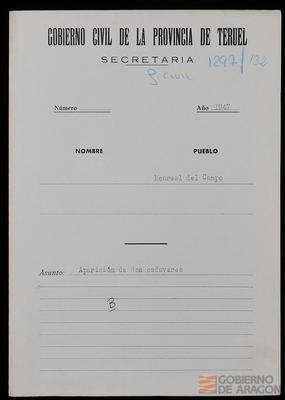 GOBIERNO CIVIL DE LA PROVINCIA DE TERUEL
SECRETARIA
1297/132
G. Civil
Número
Año 1947
NOMBRE
PUEBLO
Monreal del Campo
Asunto: Aparición de dos cadaveres
B
GOBIERNO
DE ARAGON